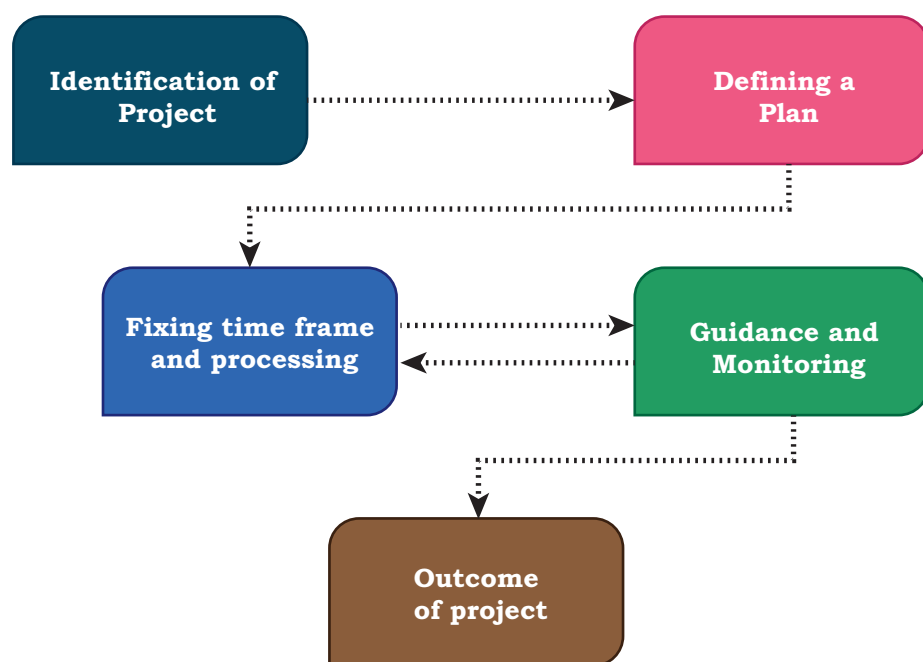 Identification of
Project
Defining a
Plan
Fixing time frame
and processing
Guidance and
Monitoring
Outcome
of project